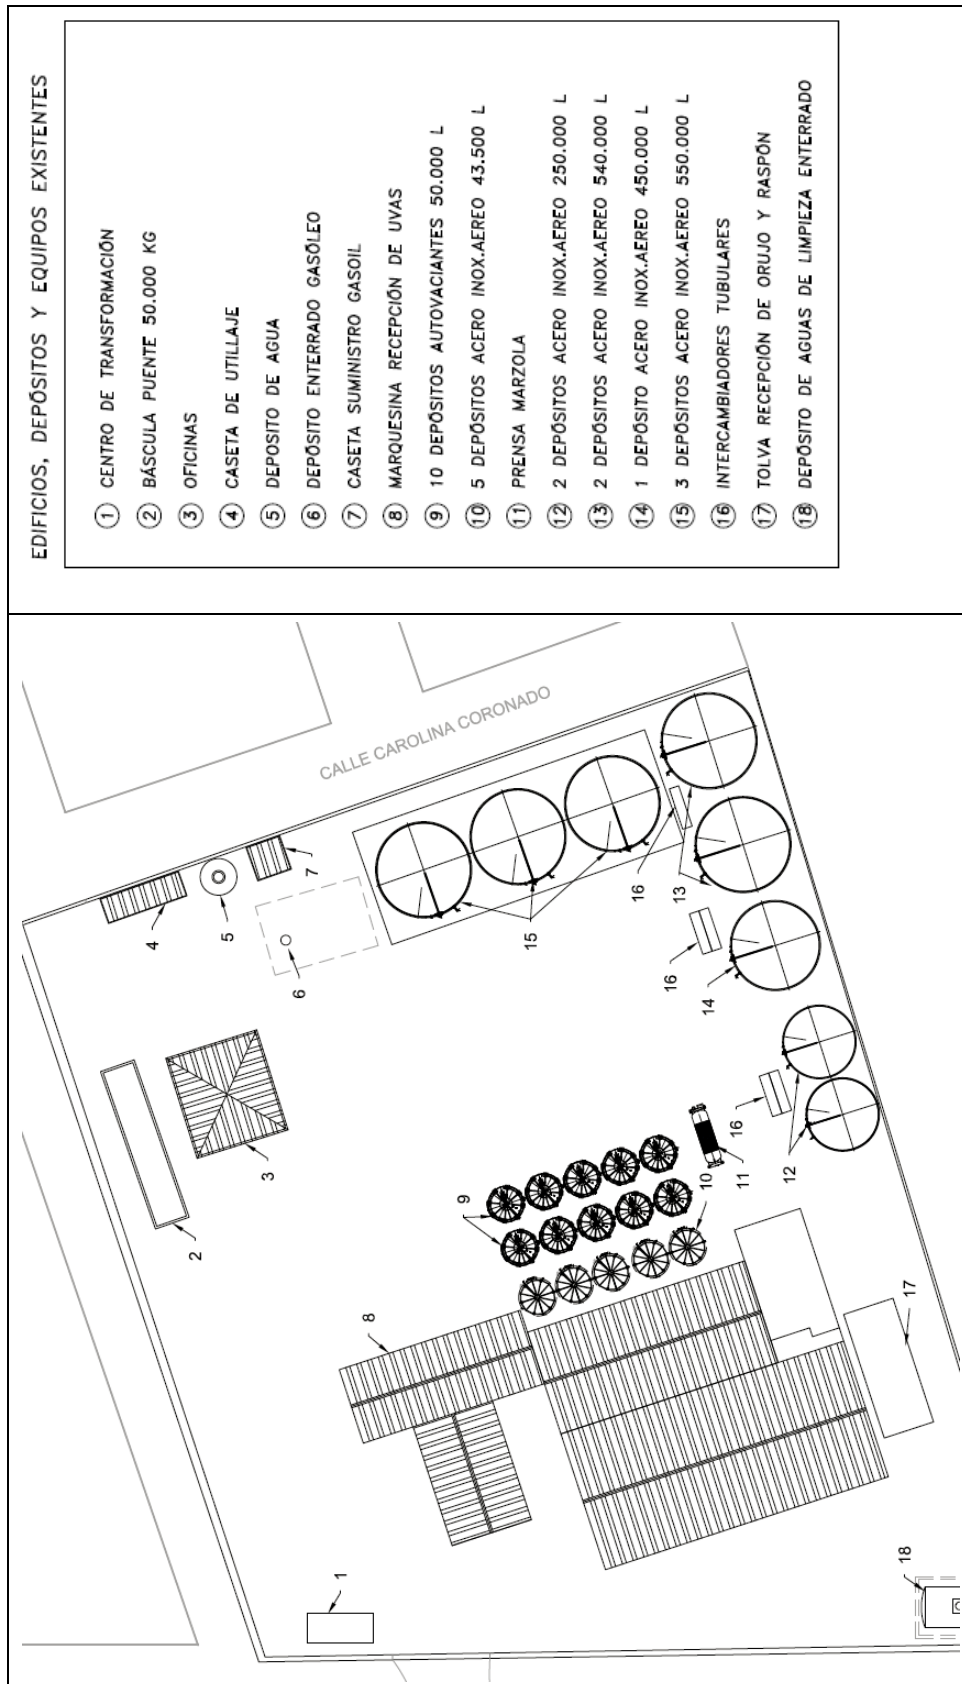 EDIFICIOS, DEPÓSITOS Y EQUIPOS EXISTENTES
1 CENTRO DE TRANSFORMACIÓN
2 BÁSCULA PUENTE 50.000 KG
3 OFICINAS
4 CASETA DE UTILLAJE
5 DEPOSITO DE AGUA
6 DEPÓSITO ENTERRADO GASÓLEO
7 CASETA SUMINISTRO GASOIL
8 MARQUESINA RECEPCIÓN DE UVAS
9 10 DEPÓSITOS AUTOVACIANTES 50.000 L
10 5 DEPÓSITOS ACERO INOX.AEREO 43.500 L
11 PRENSA MARZOLA
12 2 DEPÓSITOS ACERO INOX.AEREO 250.000 L
13 2 DEPÓSITOS ACERO INOX.AEREO 540.000 L
14 1 DEPÓSITO ACERO INOX.AEREO 450.000 L
15 3 DEPÓSITOS ACERO INOX.AEREO 550.000 L
16 INTERCAMBIADORES TUBULARES
17 TOLVA RECEPCIÓN DE ORUJO Y RASPÓN
18 DEPÓSITO DE AGUAS DE LIMPIEZA ENTERRADO
CALLE CAROLINA CORONADO
1
2
3
4
5
6
7
8
9
10
11
12
13
14
15
16
16
16
17
18